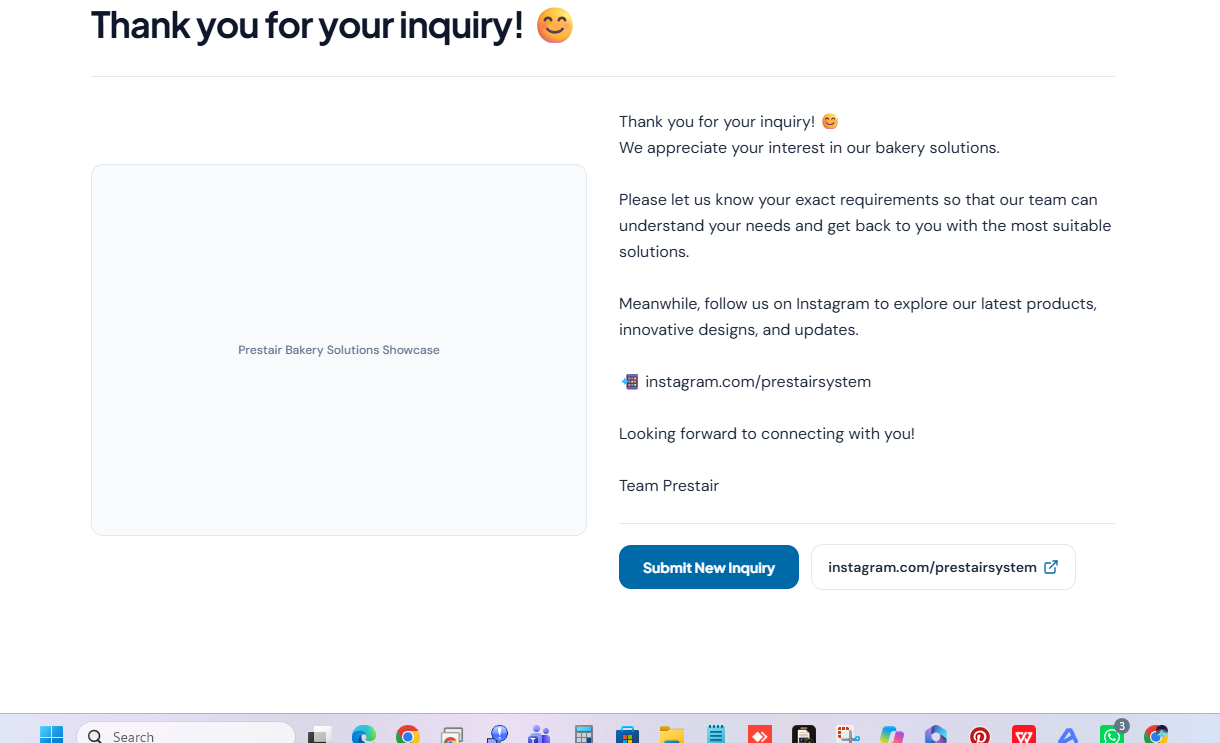 Thank you for your inquiry! 😊
Thank you for your inquiry! 😊
We appreciate your interest in our bakery solutions.
Please let us know your exact requirements so that our team can
understand your needs and get back to you with the most suitable
solutions.
Meanwhile, follow us on Instagram to explore our latest products,
innovative designs, and updates.
📲 instagram.com/prestairsystem
Looking forward to connecting with you!
Team Prestair
Prestair Bakery Solutions Showcase
Submit New Inquiry
instagram.com/prestairsystem
Search
3